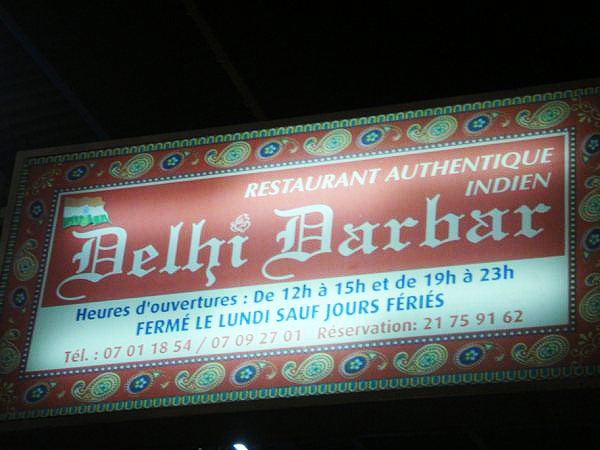 RESTAURANT AUTHENTIQUE
INDIEN
Delhi Darbar
Heures d'ouvertures : De 12h à 15h et de 19h à 23h
FERMÉ LE LUNDI SAUF JOURS FÉRIÉS
Tél. : 07 01 18 54 / 07 09 27 01 Réservation: 21 75 91 62